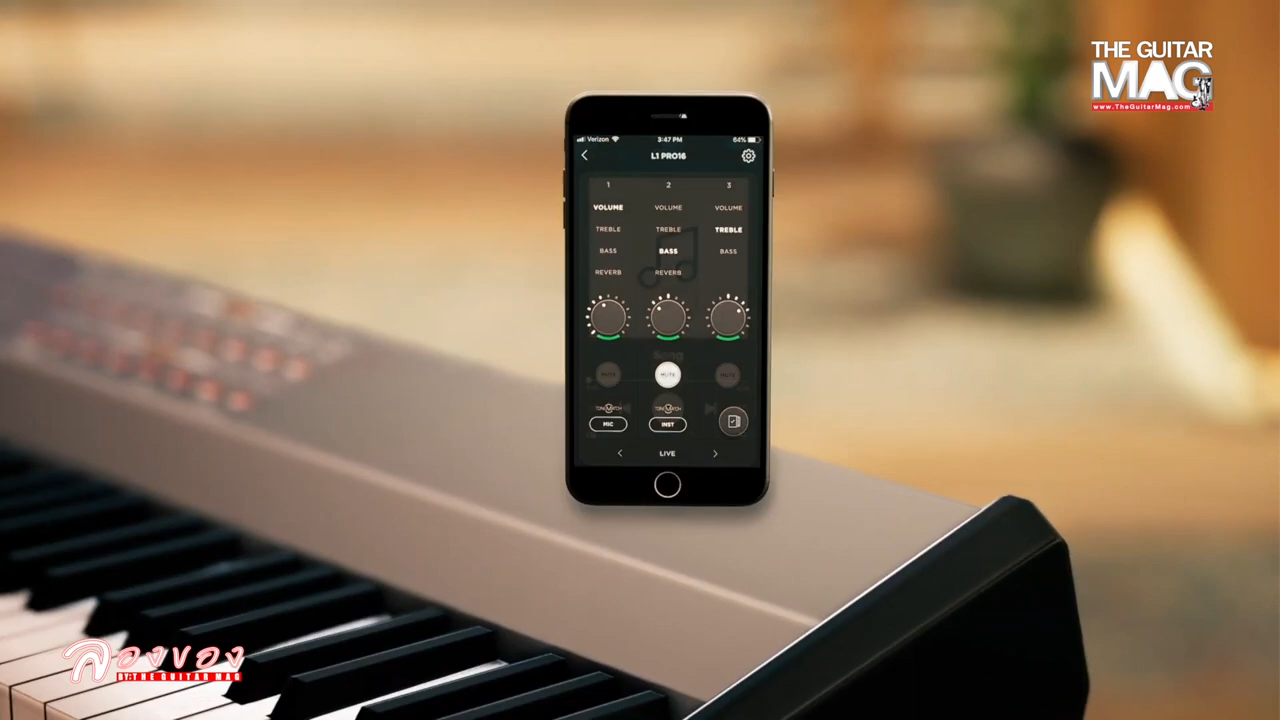 THE GUITAR
MAG
www.TheGuitarMag.com
Verizon 3:47 PM 64%
L1 PRO16
1 2 3
VOLUME VOLUME VOLUME
TREBLE TREBLE TREBLE
BASS BASS BASS
REVERB REVERB
Song
MUTE MUTE MUTE
TONEMATCH TONEMATCH
MIC INST
LIVE
ลองของ
BY THE GUITAR MAG